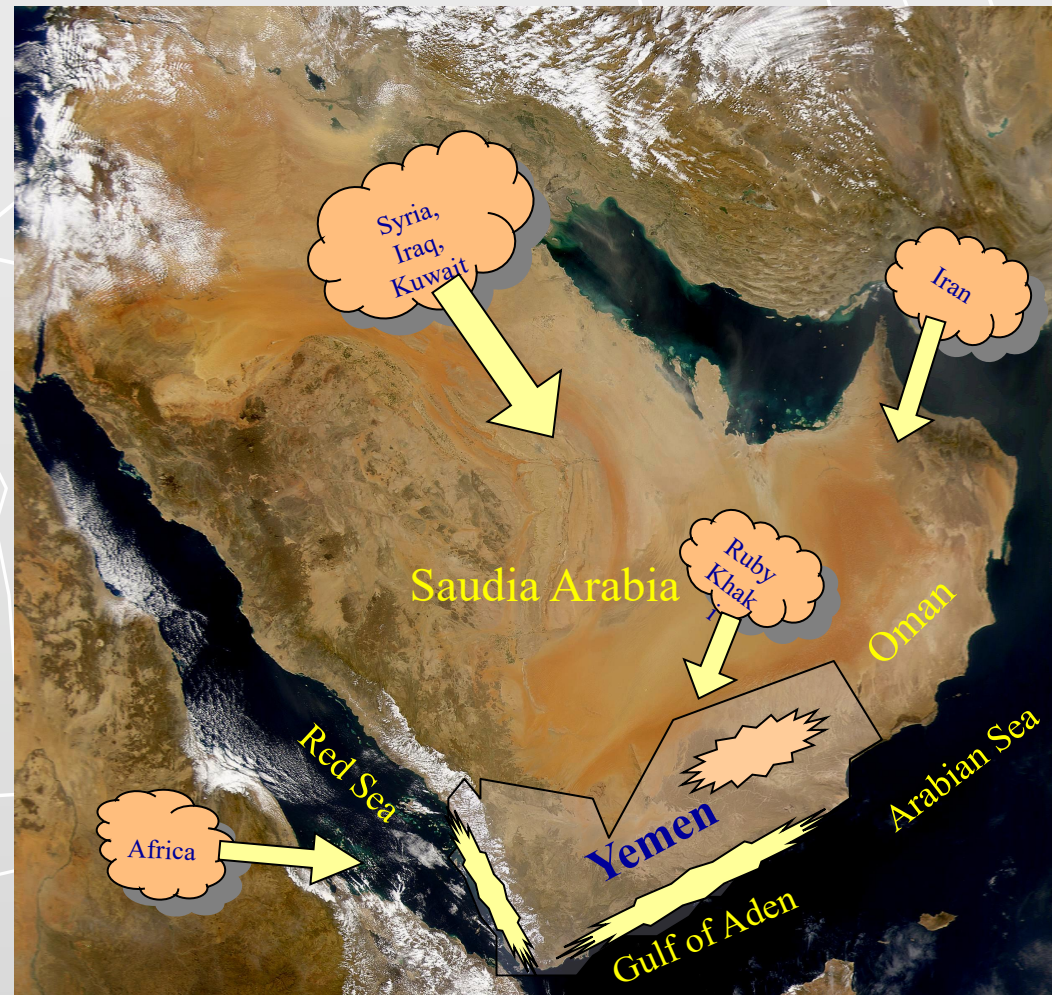 Syria,
Iraq,
Kuwait
Iran
Ruby
Khak
i
Saudia Arabia
Oman
Red Sea
Arabian Sea
Africa
Yemen
Gulf of Aden